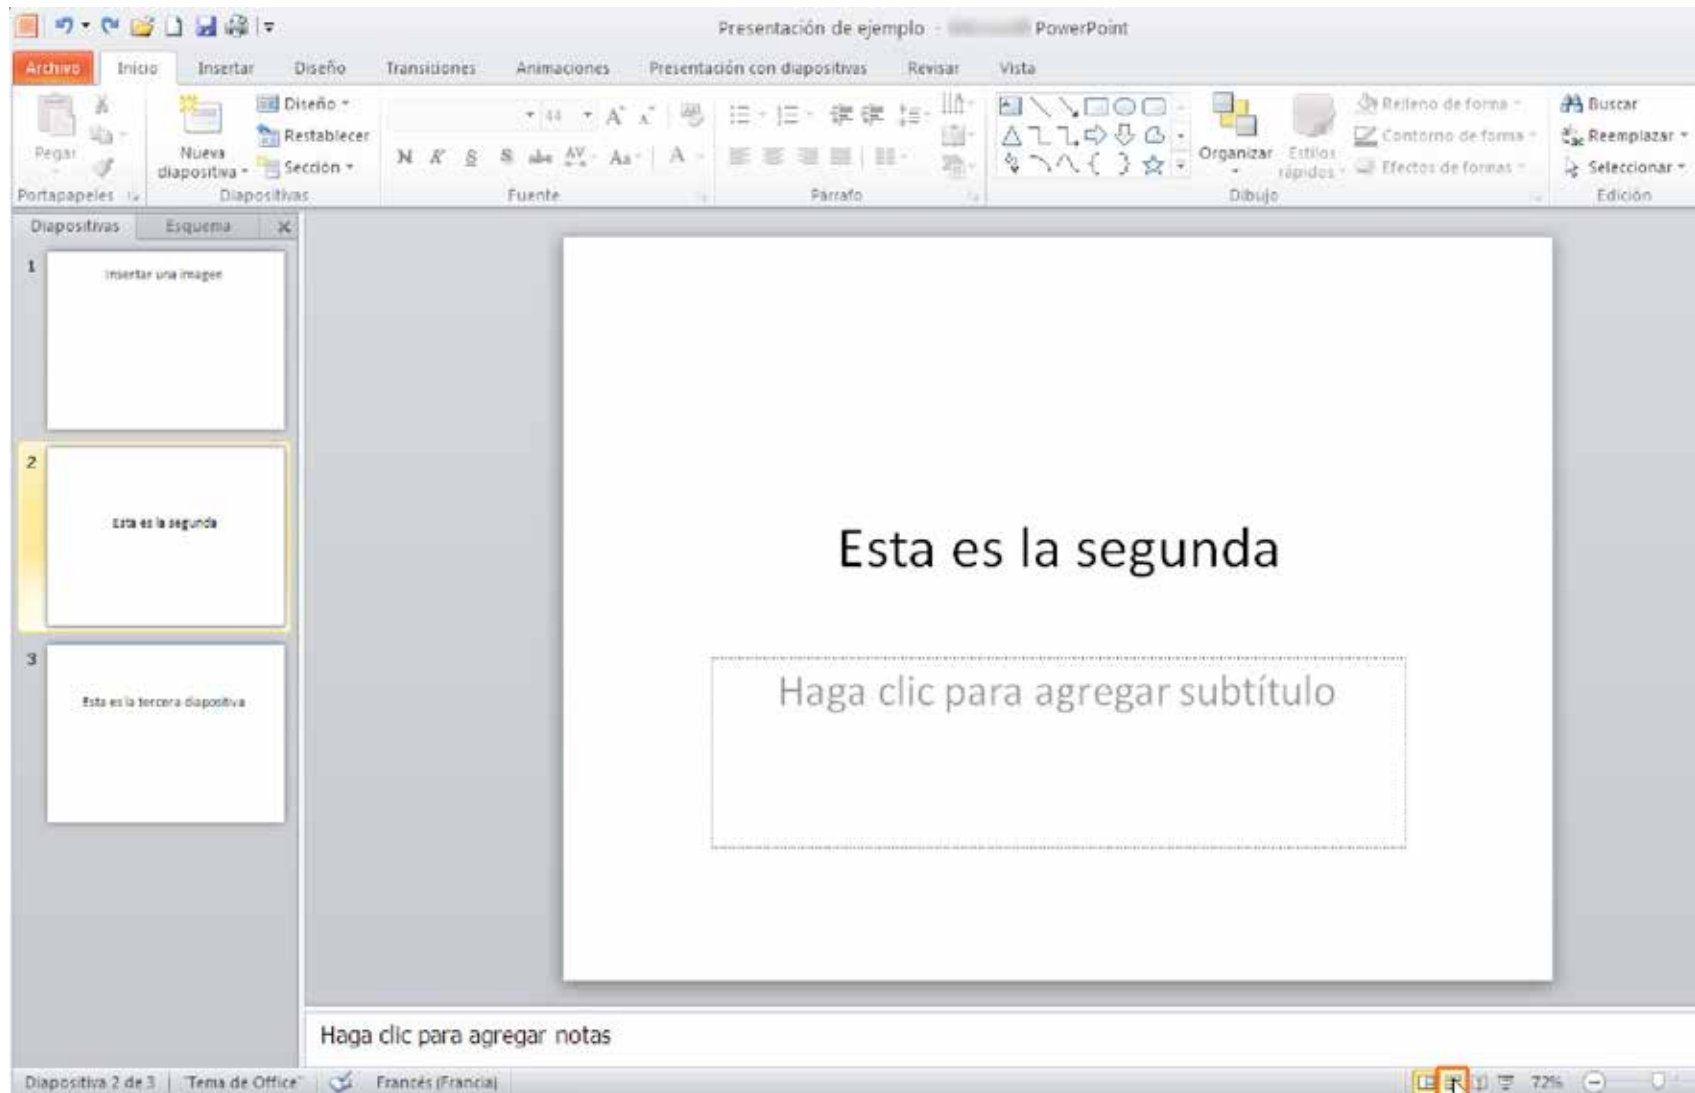 Presentación de ejemplo - PowerPoint
Archivo Inicio Insertar Diseño Transiciones Animaciones Presentación con diapositivas Revisar Vista
Pegar
Portapapeles
Nueva diapositiva
Diseño
Restablecer
Sección
Diapositivas
44 A A
N K S S abc AV Aa A
Fuente
Párrafo
Organizar
Estilos rápidos
Relleno de forma
Contorno de forma
Efectos de formas
Dibujo
Buscar
Reemplazar
Seleccionar
Edición
Diapositivas Esquema
1
Insertar una imagen
2
Esta es la segunda
3
Esta es la tercera diapositiva
Esta es la segunda
Haga clic para agregar subtítulo
Haga clic para agregar notas
Diapositiva 2 de 3 "Tema de Office" Francés (Francia) 72%